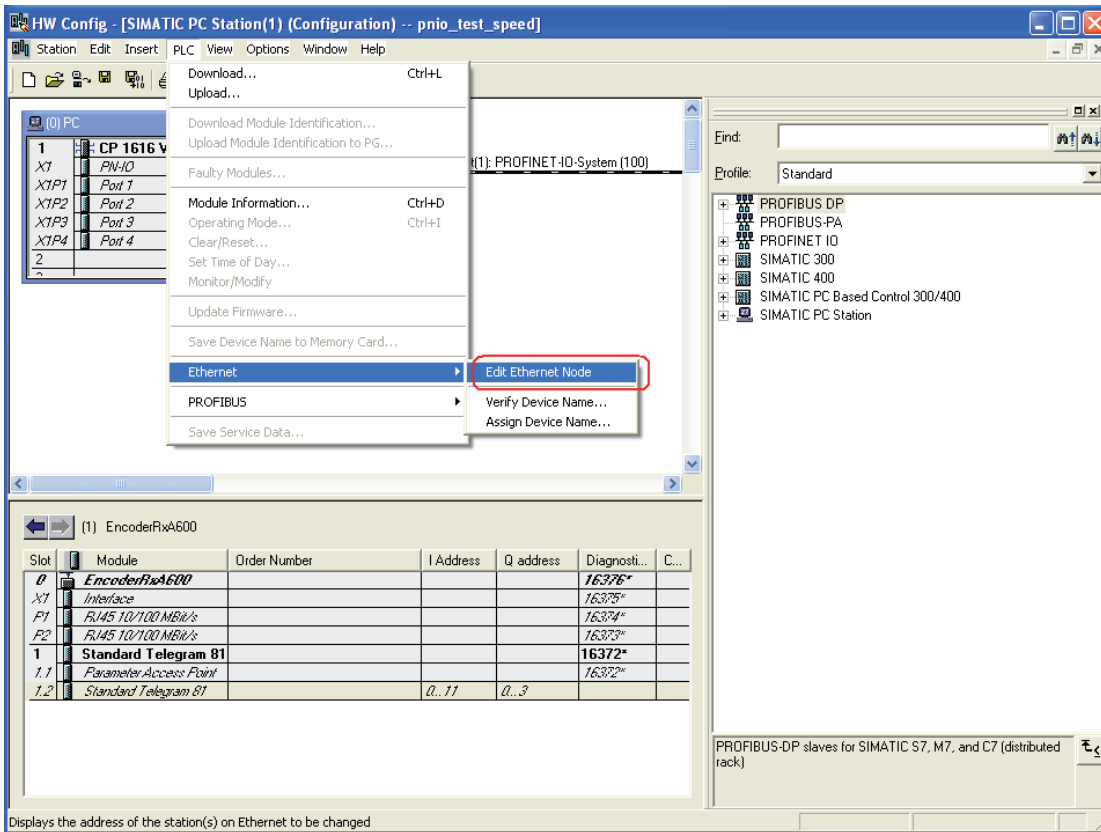 HW Config - [SIMATIC PC Station(1) (Configuration) -- pnio_test_speed]
Station Edit Insert PLC View Options Window Help
Download... Ctrl+L
Upload...
Download Module Identification...
Upload Module Identification to PG...
Faulty Modules...
Module Information... Ctrl+D
Operating Mode... Ctrl+I
Clear/Reset...
Set Time of Day...
Monitor/Modify
Update Firmware...
Save Device Name to Memory Card...
Ethernet
PROFIBUS
Save Service Data...
Edit Ethernet Node
Verify Device Name...
Assign Device Name...
(0) PC
1 CP 1616 V
X1 PN-IO
X1P1 Port 1
X1P2 Port 2
X1P3 Port 3
X1P4 Port 4
2
(1): PROFINET-IO-System (100)
Find:
Profile: Standard
PROFIBUS DP
PROFIBUS-PA
PROFINET IO
SIMATIC 300
SIMATIC 400
SIMATIC PC Based Control 300/400
SIMATIC PC Station
(1) EncoderRxA600
Slot Module Order Number I Address Q address Diagnosti... C...
0 EncoderRxA600 16376*
X1 Interface 16375*
P1 RJ45 10/100 MBit/s 16374*
P2 RJ45 10/100 MBit/s 16373*
1 Standard Telegram 81 16372*
1.1 Parameter Access Point 16372*
1.2 Standard Telegram 81 0...11 0...3
PROFIBUS-DP slaves for SIMATIC S7, M7, and C7 (distributed
rack)
Displays the address of the station(s) on Ethernet to be changed